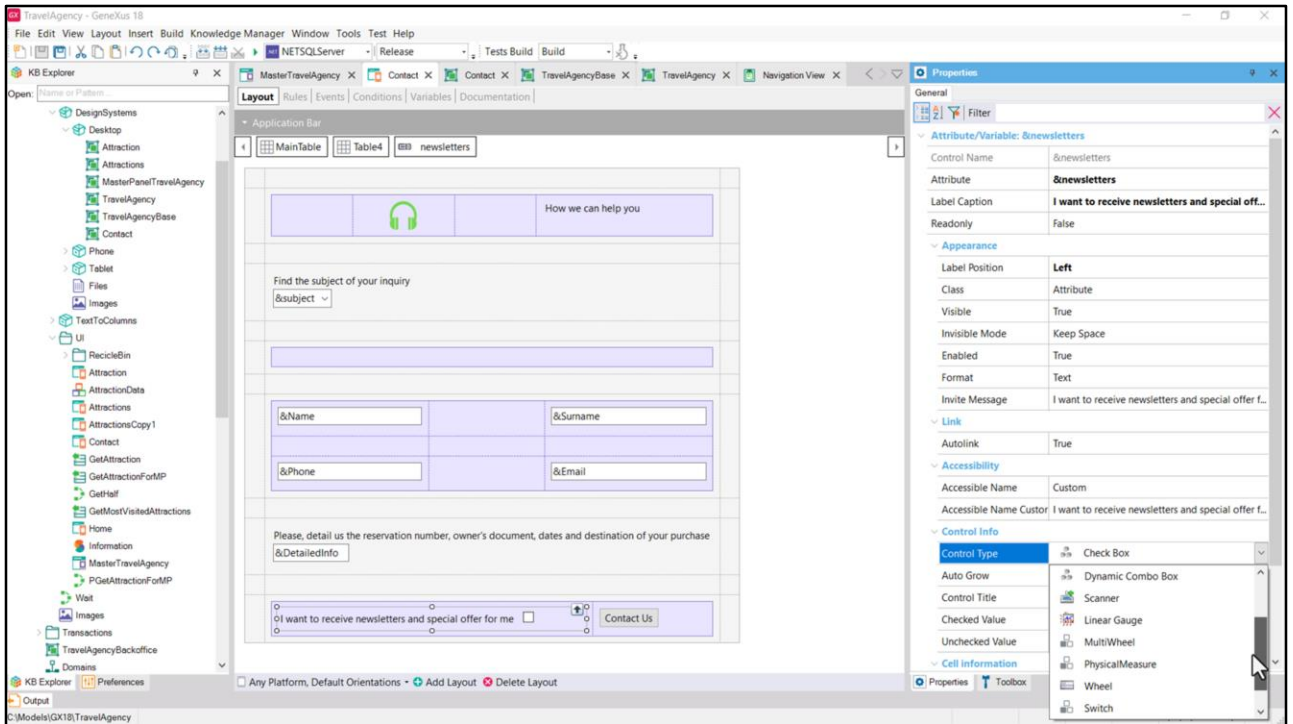 GX TravelAgency - GeneXus 18
File Edit View Layout Insert Build Knowledge Manager Window Tools Test Help
NETSQLServer Release Tests Build Build
KB Explorer
MasterTravelAgency Contact Contact TravelAgencyBase TravelAgency Navigation View
Properties
Open: Name or Pattern...
Layout Rules Events Conditions Variables Documentation
General
Filter
DesignSystems
Desktop
Attraction
Attractions
MasterPanelTravelAgency
TravelAgency
TravelAgencyBase
Contact
Phone
Tablet
Files
Images
TextToColumns
UI
RecicleBin
Attraction
AttractionData
Attractions
AttractionsCopy1
Contact
GetAttraction
GetAttractionForMP
GetHalf
GetMostVisitedAttractions
Home
Information
MasterTravelAgency
PGetAttractionForMP
Wait
Images
Transactions
TravelAgencyBackoffice
Domains
KB Explorer Preferences
Application Bar
MainTable Table4 newsletters
How we can help you
Find the subject of your inquiry
&subject
&Name &Surname
&Phone &Email
Please, detail us the reservation number, owner's document, dates and destination of your purchase
&DetailedInfo
I want to receive newsletters and special offer for me Contact Us
Any Platform, Default Orientations Add Layout Delete Layout
Attribute/Variable: &newsletters
Control Name &newsletters
Attribute &newsletters
Label Caption I want to receive newsletters and special off...
Readonly False
Appearance
Label Position Left
Class Attribute
Visible True
Invisible Mode Keep Space
Enabled True
Format Text
Invite Message I want to receive newsletters and special offer f...
Link
Autolink True
Accessibility
Accessible Name Custom
Accessible Name Custor I want to receive newsletters and special offer f...
Control Info
Control Type Check Box
Auto Grow Dynamic Combo Box
Control Title Scanner
Checked Value Linear Gauge
Unchecked Value MultiWheel
Cell information PhysicalMeasure
Wheel
Switch
Properties Toolbox
Output
C:\Models\GX18\TravelAgency